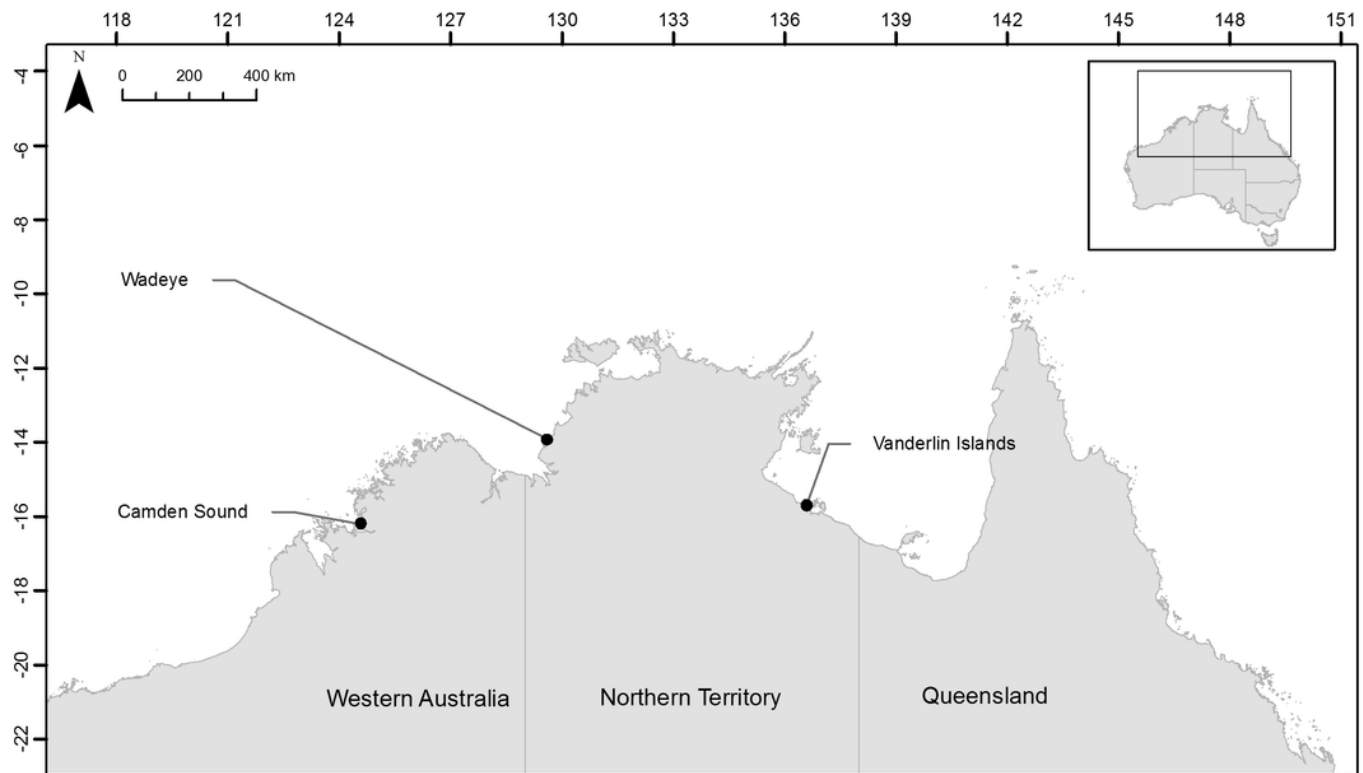 118 121 124 127 130 133 136 139 142 145 148 151
N
0 200 400 km
-4
-6
-8
-10
-12
-14
-16
-18
-20
-22
Wadeye
Vanderlin Islands
Camden Sound
Western Australia
Northern Territory
Queensland